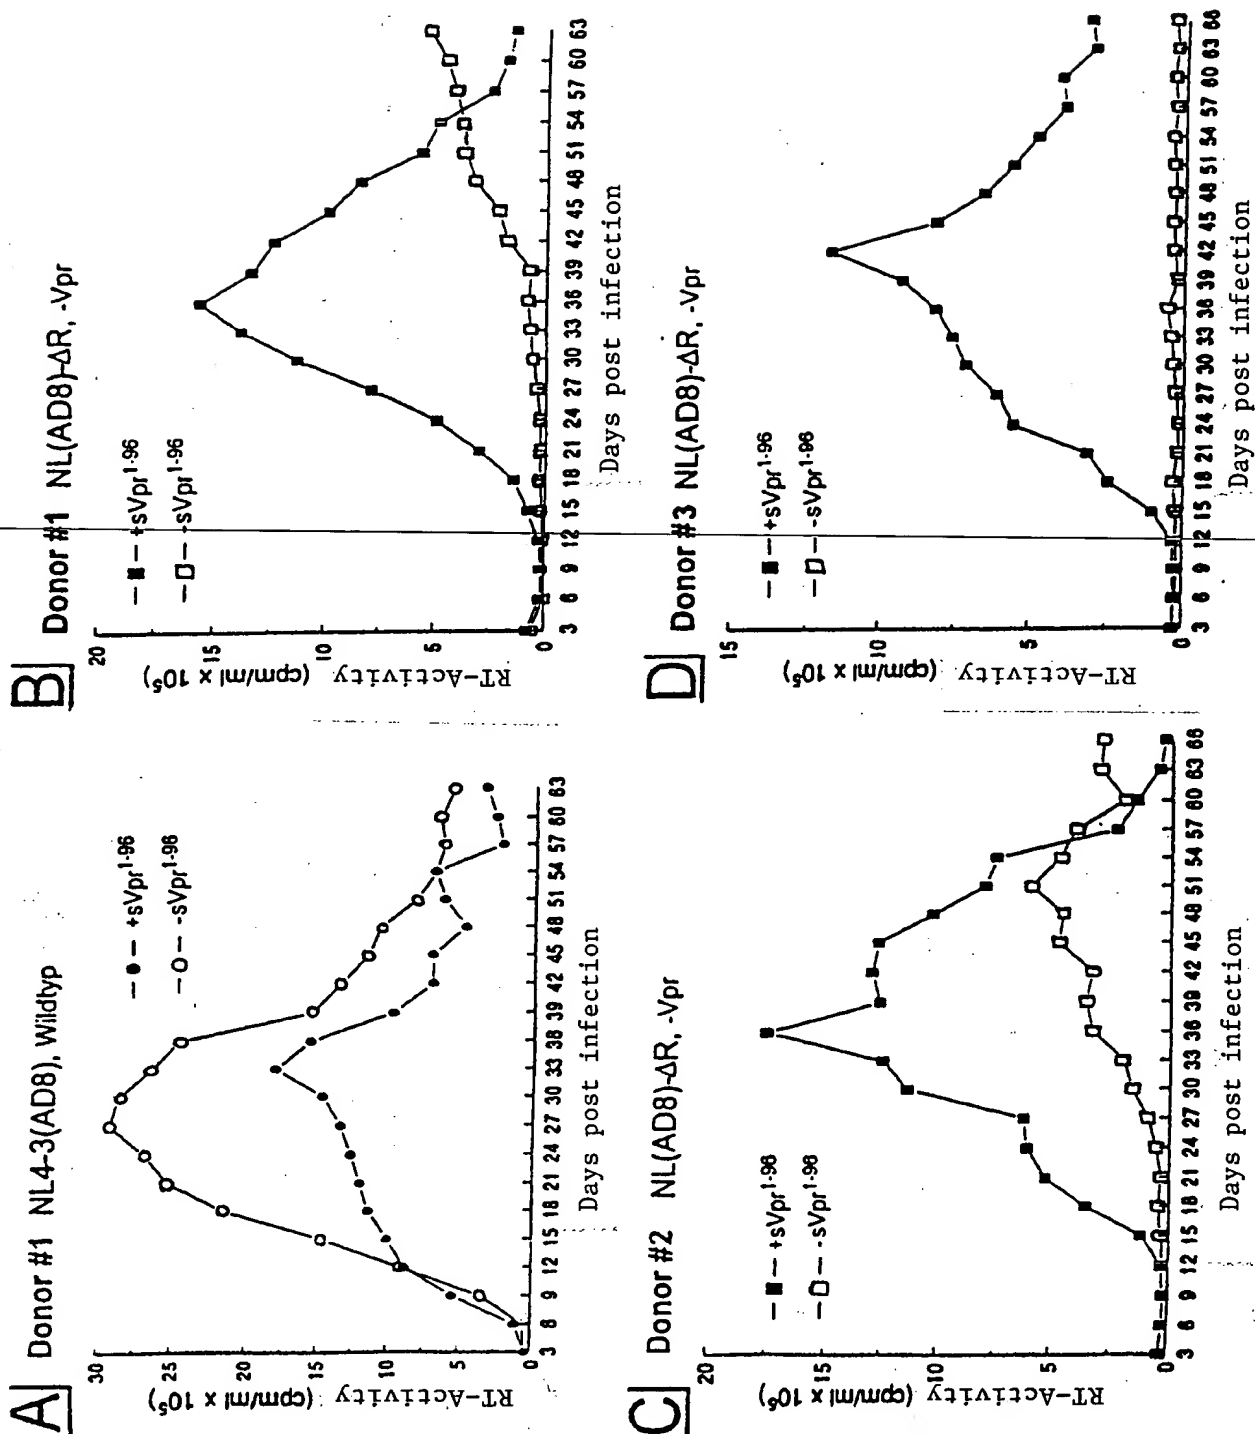 A
Donor #1 NL4-3(AD8), Wildtyp
+sVpr1-96
-sVpr1-96
RT-Activity
(cpm/ml x 10⁵)
30
25
20
15
10
5
0
3 6 9 12 15 18 21 24 27 30 33 36 39 42 45 48 51 54 57 60 63
Days post infection
B
Donor #1 NL(AD8)-ΔR, -Vpr
+sVpr1-96
-sVpr1-96
RT-Activity
(cpm/ml x 10⁵)
20
15
10
5
0
3 6 9 12 15 18 21 24 27 30 33 36 39 42 45 48 51 54 57 60 63
Days post infection
C
Donor #2 NL(AD8)-ΔR, -Vpr
+sVpr1-96
-sVpr1-96
RT-Activity
(cpm/ml x 10⁵)
20
15
10
5
0
3 6 9 12 15 18 21 24 27 30 33 36 39 42 45 48 51 54 57 60 63 66
Days post infection
D
Donor #3 NL(AD8)-ΔR, -Vpr
+sVpr1-96
-sVpr1-96
RT-Activity
(cpm/ml x 10⁵)
15
10
5
0
3 6 9 12 15 18 21 24 27 30 33 36 39 42 45 48 51 54 57 60 63 66
Days post infection